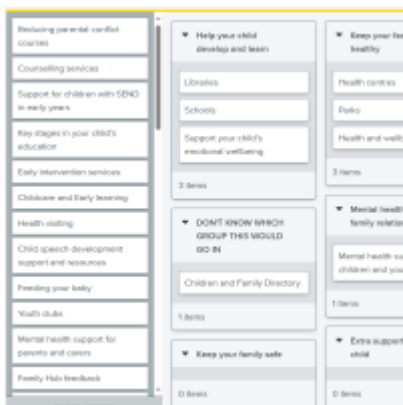 Reducing parental conflict
courses
Counselling services
Support for children with SEND
in early years
Key stages in your child's
education
Early intervention services
Childcare and Early learning
Health visiting
Child speech development
support and resources
Feeding your baby
Youth clubs
Mental health support for
parents and carers
Family Hub feedback
Help your child
develop and learn
Libraries
Schools
Support your child's
emotional wellbeing
3 items
DON'T KNOW WHICH
GROUP THIS WOULD
GO IN
Children and Family Directory
1 items
Keep your family safe
0 items
Keep your fam
healthy
Health centres
Parks
Health and wellb
3 items
Mental health
family relation
Mental health su
children and you
1 items
Extra support
child
0 items